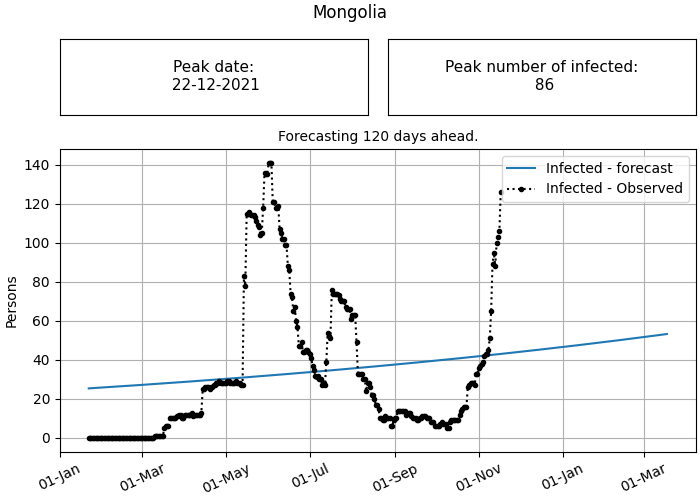 Mongolia
Peak date:
22-12-2021
Peak number of infected:
86
Forecasting 120 days ahead.
Infected - forecast
Infected - Observed
Persons
140
120
100
80
60
40
20
0
01-Jan
01-Mar
01-May
01-Jul
01-Sep
01-Nov
01-Jan
01-Mar